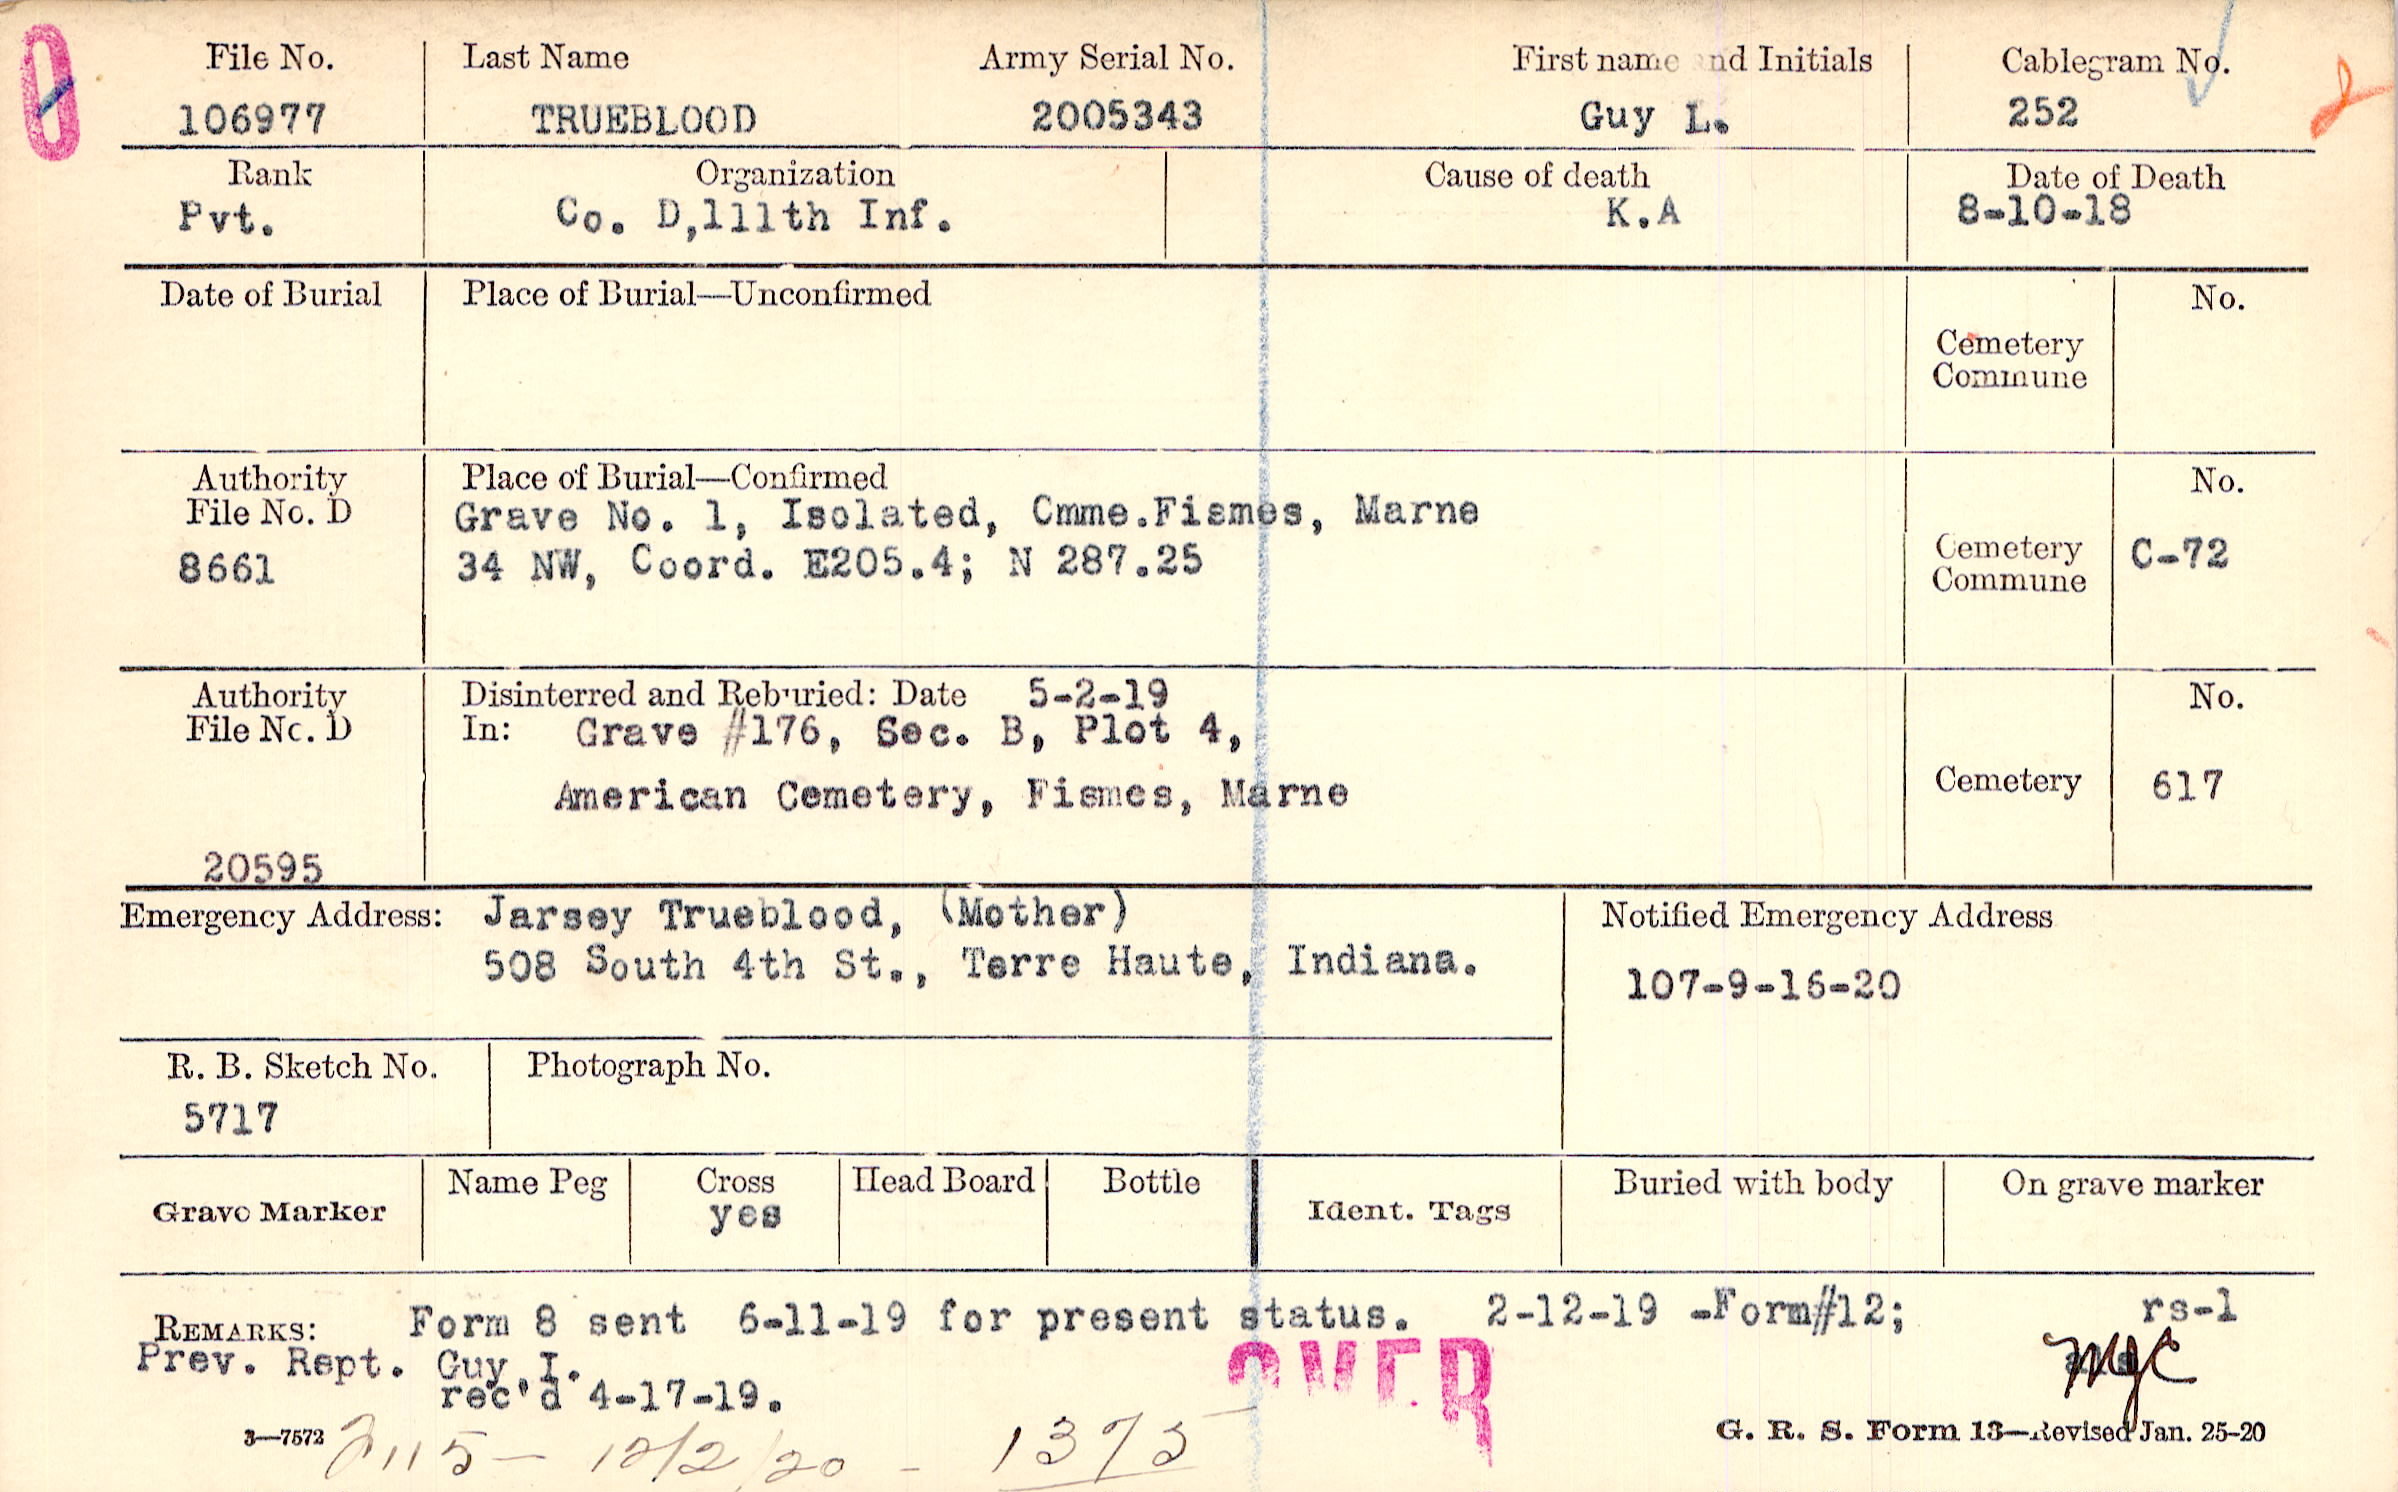 File No. Last Name Army Serial No. First name and Initials Cablegram No.
106977 TRUEBLOOD 2005343 Guy L. 252
Rank Organization Cause of death Date of Death
Pvt. Co. D,111th Inf. K.A 8-10-18
Date of Burial Place of Burial—Unconfirmed No.
Cemetery
Commune
Authority Place of Burial—Confirmed No.
File No. D Grave No. 1, Isolated, Cmme.Fismes, Marne
8661 34 NW, Coord. E205.4; N 287.25 Cemetery C-72
Commune
Authority Disinterred and Reburied: Date 5-2-19 No.
File No. D In: Grave #176, Sec. B, Plot 4,
American Cemetery, Fismes, Marne Cemetery 617
20595
Emergency Address: Jarsey Trueblood, (Mother) Notified Emergency Address
508 South 4th St., Terre Haute, Indiana. 107-9-16-20
R. B. Sketch No. Photograph No.
5717
Grave Marker Name Peg Cross Head Board Bottle Ident. Tags Buried with body On grave marker
yes
REMARKS: Form 8 sent 6-11-19 for present status. 2-12-19 -Form#12; rs-1
Prev. Rept. Guy I. OVER
rec'd 4-17-19. MJC
3—7572 G. R. S. Form 13—Revised Jan. 25-20
115 - 12/2/20 - 1373